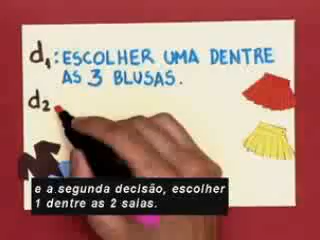 d1: ESCOLHER UMA DENTRE
AS 3 BLUSAS.
d2
e a segunda decisão, escolher
1 dentre as 2 saias.